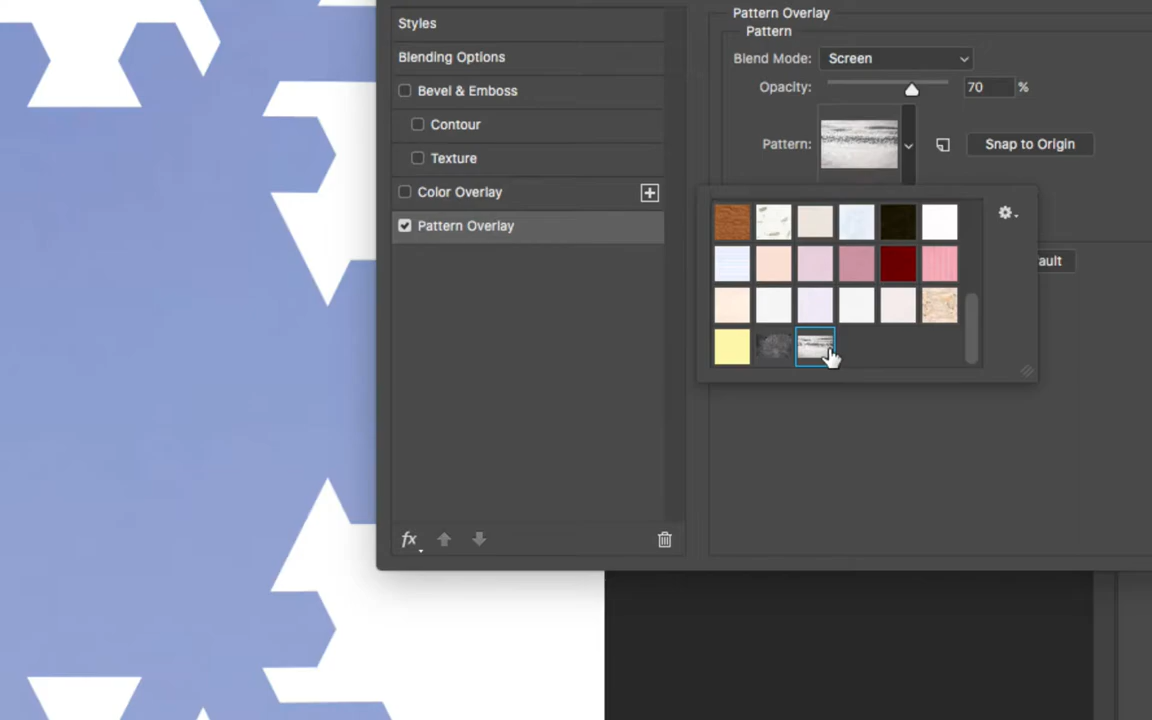 Styles
Blending Options
Bevel & Emboss
Contour
Texture
Color Overlay
Pattern Overlay
fx
Pattern Overlay
Pattern
Blend Mode: Screen
Opacity: 70 %
Pattern: Snap to Origin
ault